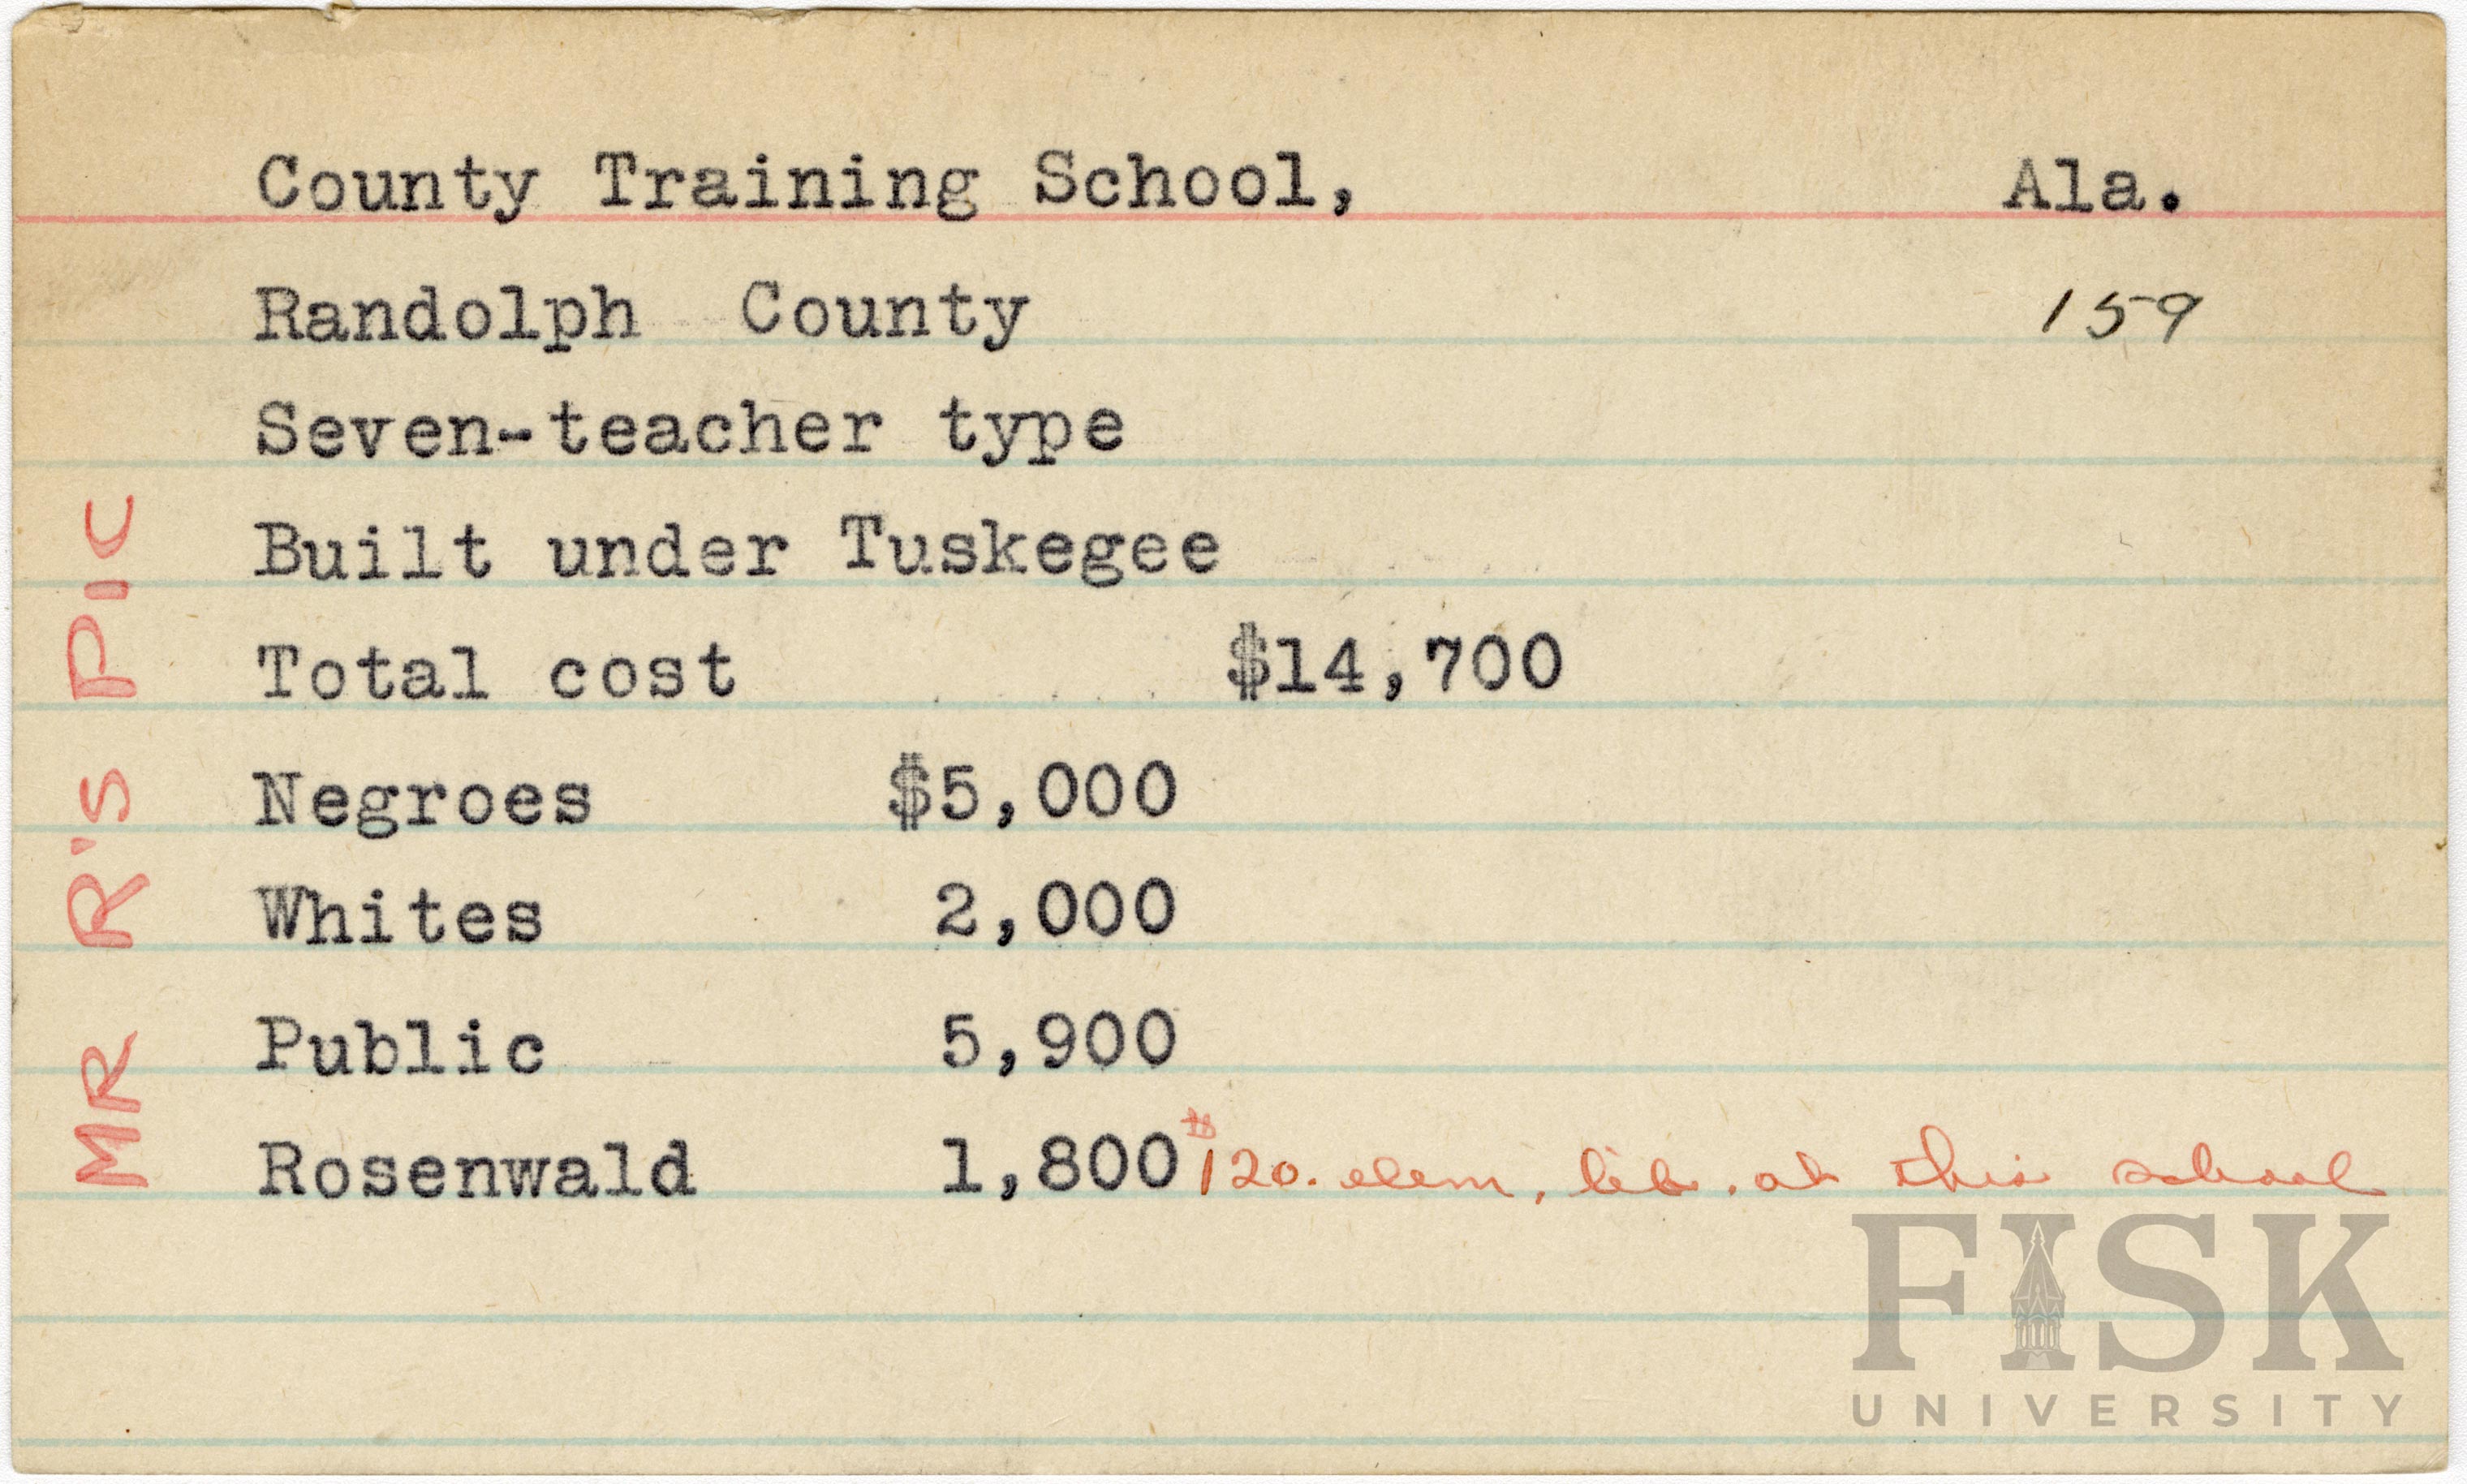 County Training School, Ala.
Randolph County 159
Seven-teacher type
Built under Tuskegee
Total cost $14,700
Negroes $5,000
Whites 2,000
Public 5,900
Rosenwald 1,800 $120. elem. lib. at this school
MR R'S PIC
FISK
UNIVERSITY